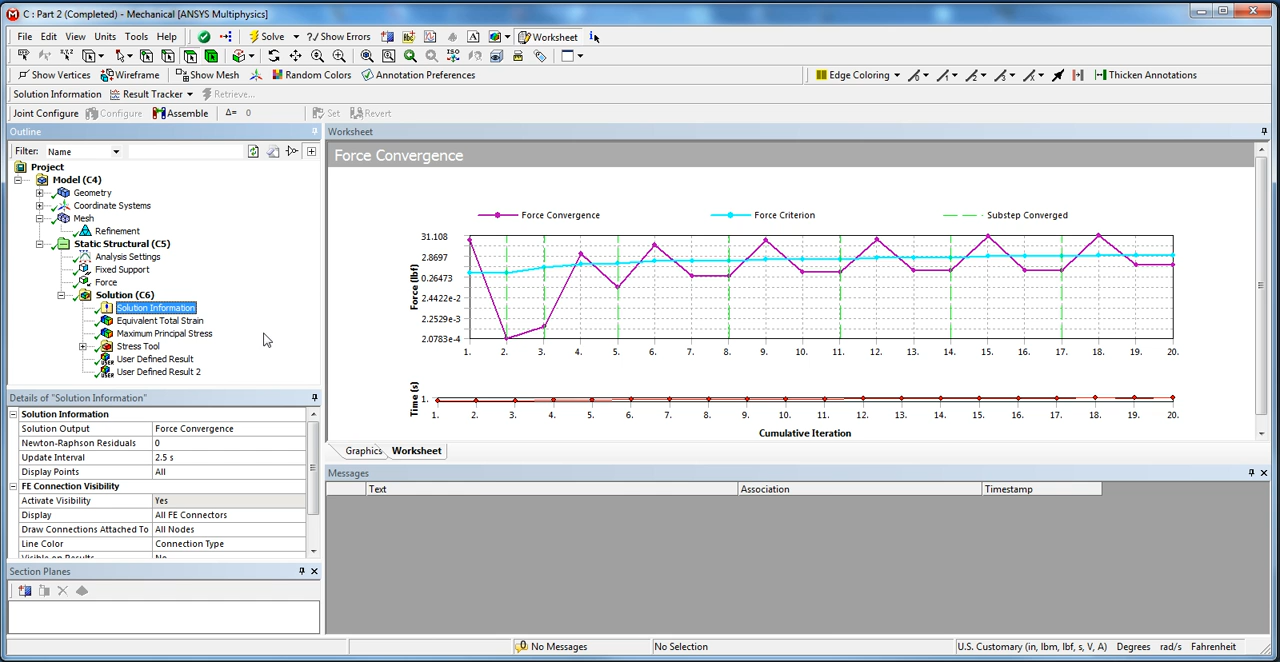 C : Part 2 (Completed) - Mechanical [ANSYS Multiphysics]
File Edit View Units Tools Help Solve ?/ Show Errors Worksheet
Show Vertices Wireframe Show Mesh Random Colors Annotation Preferences Edge Coloring Thicken Annotations
Solution Information Result Tracker Retrieve...
Joint Configure Configure Assemble Δ= 0 Set Revert
Outline
Filter: Name
Project
Model (C4)
Geometry
Coordinate Systems
Mesh
Refinement
Static Structural (C5)
Analysis Settings
Fixed Support
Force
Solution (C6)
Solution Information
Equivalent Total Strain
Maximum Principal Stress
Stress Tool
User Defined Result
User Defined Result 2
Details of "Solution Information"
Solution Information
Solution Output Force Convergence
Newton-Raphson Residuals 0
Update Interval 2.5 s
Display Points All
FE Connection Visibility
Activate Visibility Yes
Display All FE Connectors
Draw Connections Attached To All Nodes
Line Color Connection Type
Visible on Results No
Section Planes
Worksheet
Force Convergence
Force Convergence Force Criterion Substep Converged
Force (lbf)
31.108
2.8697
0.26473
2.4422e-2
2.2529e-3
2.0783e-4
1. 2. 3. 4. 5. 6. 7. 8. 9. 10. 11. 12. 13. 14. 15. 16. 17. 18. 19. 20.
Time (s)
1.
1. 2. 3. 4. 5. 6. 7. 8. 9. 10. 11. 12. 13. 14. 15. 16. 17. 18. 19. 20.
Cumulative Iteration
Graphics Worksheet
Messages
Text Association Timestamp
No Messages No Selection U.S. Customary (in, lbm, lbf, s, V, A) Degrees rad/s Fahrenheit